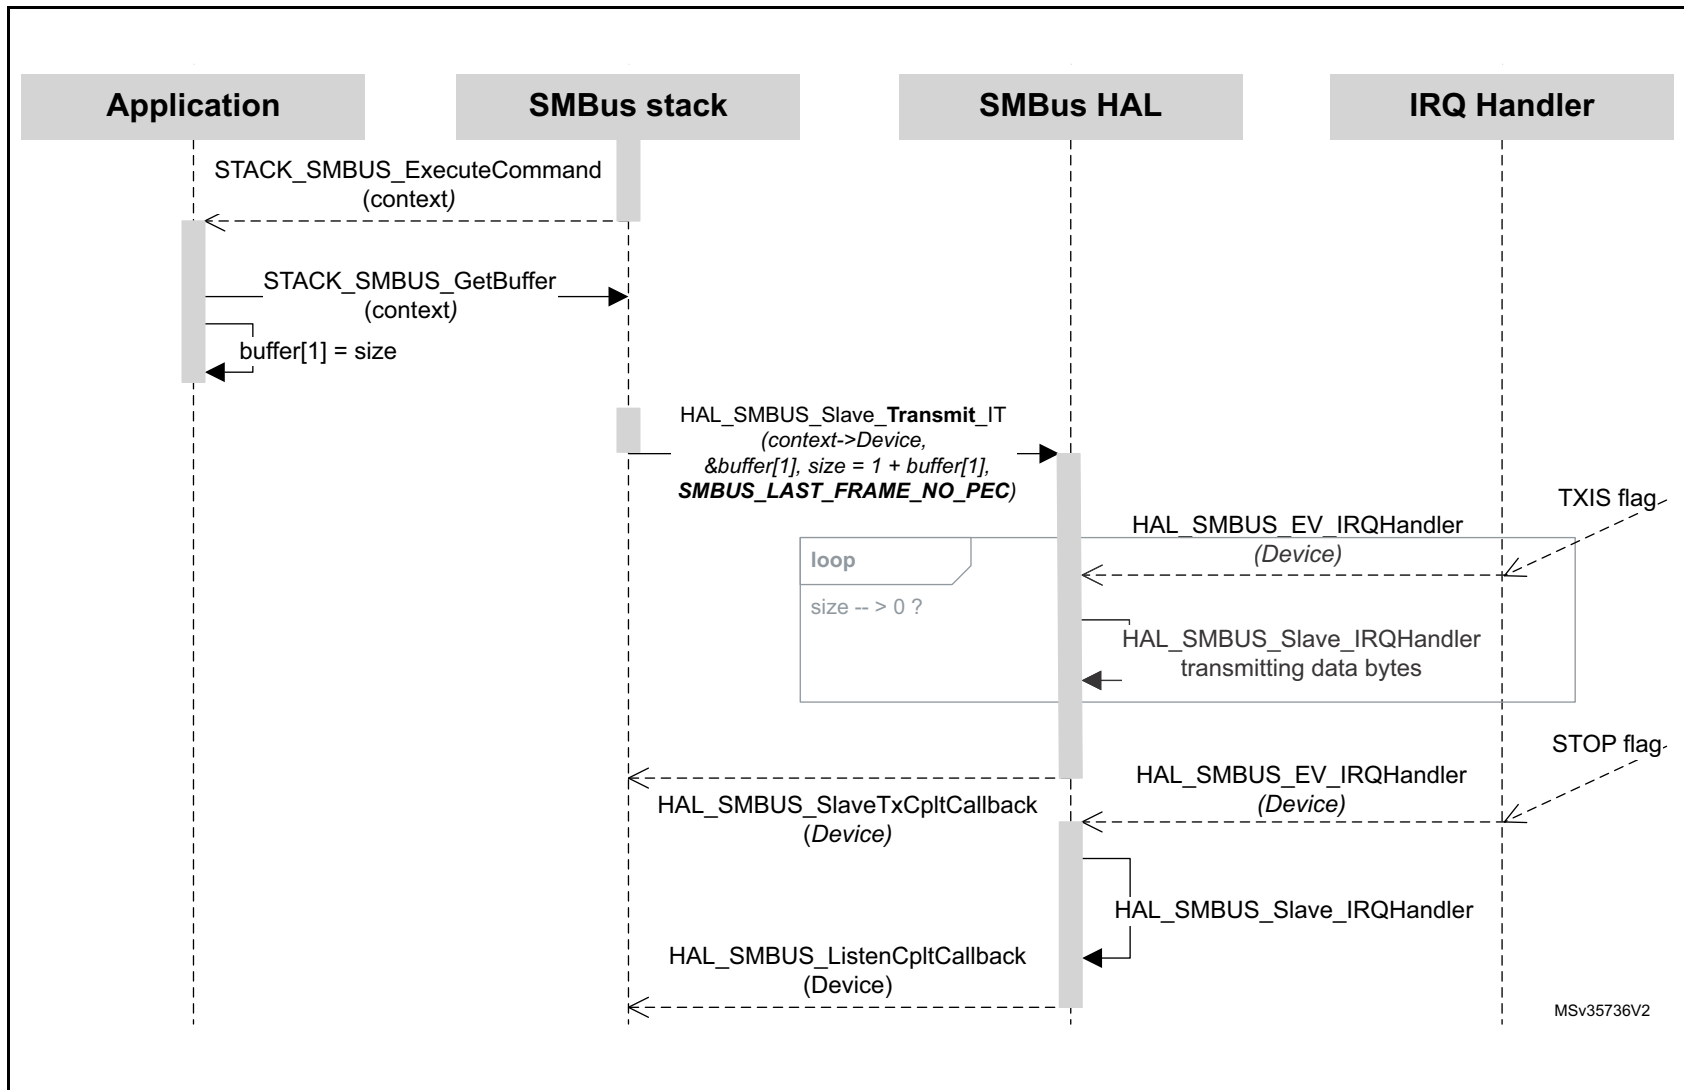 Application
SMBus stack
SMBus HAL
IRQ Handler
STACK_SMBUS_ExecuteCommand
(context)
STACK_SMBUS_GetBuffer
(context)
buffer[1] = size
HAL_SMBUS_Slave_Transmit_IT
(context->Device,
&buffer[1], size = 1 + buffer[1],
SMBUS_LAST_FRAME_NO_PEC)
TXIS flag
HAL_SMBUS_EV_IRQHandler
(Device)
loop
size -- > 0 ?
HAL_SMBUS_Slave_IRQHandler
transmitting data bytes
STOP flag
HAL_SMBUS_EV_IRQHandler
(Device)
HAL_SMBUS_SlaveTxCpltCallback
(Device)
HAL_SMBUS_Slave_IRQHandler
HAL_SMBUS_ListenCpltCallback
(Device)
MSv35736V2